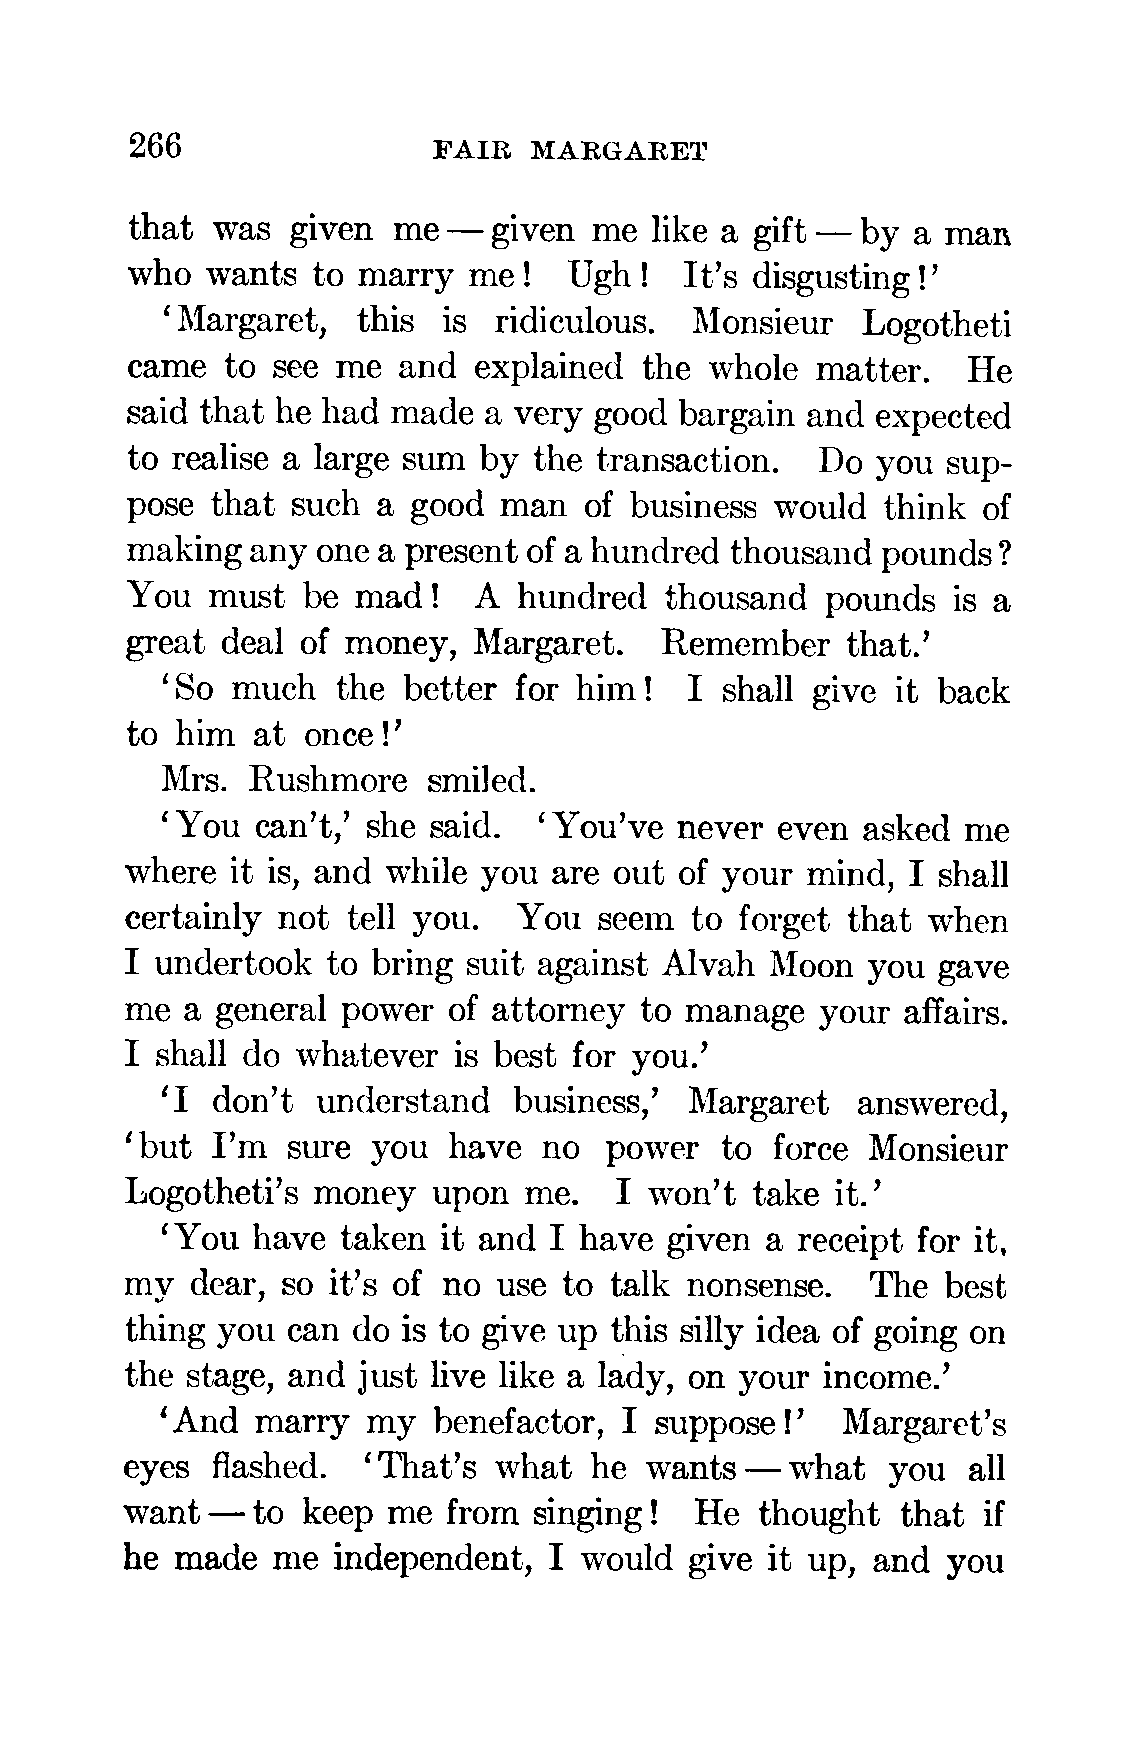 266 FAIR MARGARET
that was given me — given me like a gift — by a man
who wants to marry me! Ugh! It's disgusting!'
'Margaret, this is ridiculous. Monsieur Logotheti
came to see me and explained the whole matter. He
said that he had made a very good bargain and expected
to realise a large sum by the transaction. Do you sup-
pose that such a good man of business would think of
making any one a present of a hundred thousand pounds?
You must be mad! A hundred thousand pounds is a
great deal of money, Margaret. Remember that.'
'So much the better for him! I shall give it back
to him at once!'
Mrs. Rushmore smiled.
'You can't,' she said. 'You've never even asked me
where it is, and while you are out of your mind, I shall
certainly not tell you. You seem to forget that when
I undertook to bring suit against Alvah Moon you gave
me a general power of attorney to manage your affairs.
I shall do whatever is best for you.'
'I don't understand business,' Margaret answered,
'but I'm sure you have no power to force Monsieur
Logotheti's money upon me. I won't take it.'
'You have taken it and I have given a receipt for it,
my dear, so it's of no use to talk nonsense. The best
thing you can do is to give up this silly idea of going on
the stage, and just live like a lady, on your income.'
'And marry my benefactor, I suppose!' Margaret's
eyes flashed. 'That's what he wants — what you all
want — to keep me from singing! He thought that if
he made me independent, I would give it up, and you